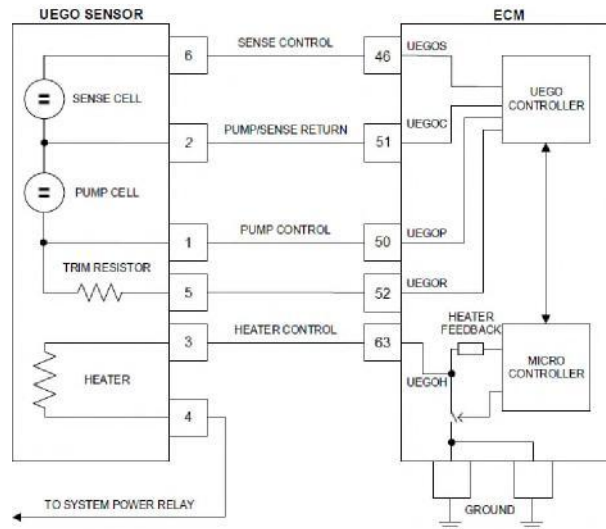 UEGO SENSOR
ECM
6
SENSE CONTROL
46
UEGOS
SENSE CELL
UEGO
CONTROLLER
2
PUMP/SENSE RETURN
51
UEGOC
PUMP CELL
1
PUMP CONTROL
50
UEGOP
TRIM RESISTOR
5
52
UEGOR
3
HEATER CONTROL
63
HEATER
FEEDBACK
UEGOH
MICRO
CONTROLLER
HEATER
4
TO SYSTEM POWER RELAY
GROUND